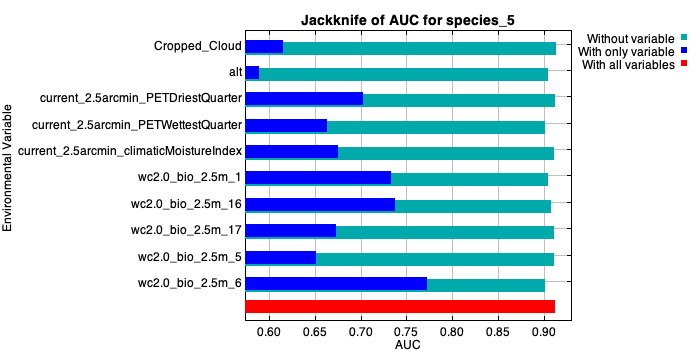 Jackknife of AUC for species_5
Without variable
With only variable
With all variables
Environmental Variable
Cropped_Cloud
alt
current_2.5arcmin_PETDriestQuarter
current_2.5arcmin_PETWettestQuarter
current_2.5arcmin_climaticMoistureIndex
wc2.0_bio_2.5m_1
wc2.0_bio_2.5m_16
wc2.0_bio_2.5m_17
wc2.0_bio_2.5m_5
wc2.0_bio_2.5m_6
0.60 0.65 0.70 0.75 0.80 0.85 0.90
AUC